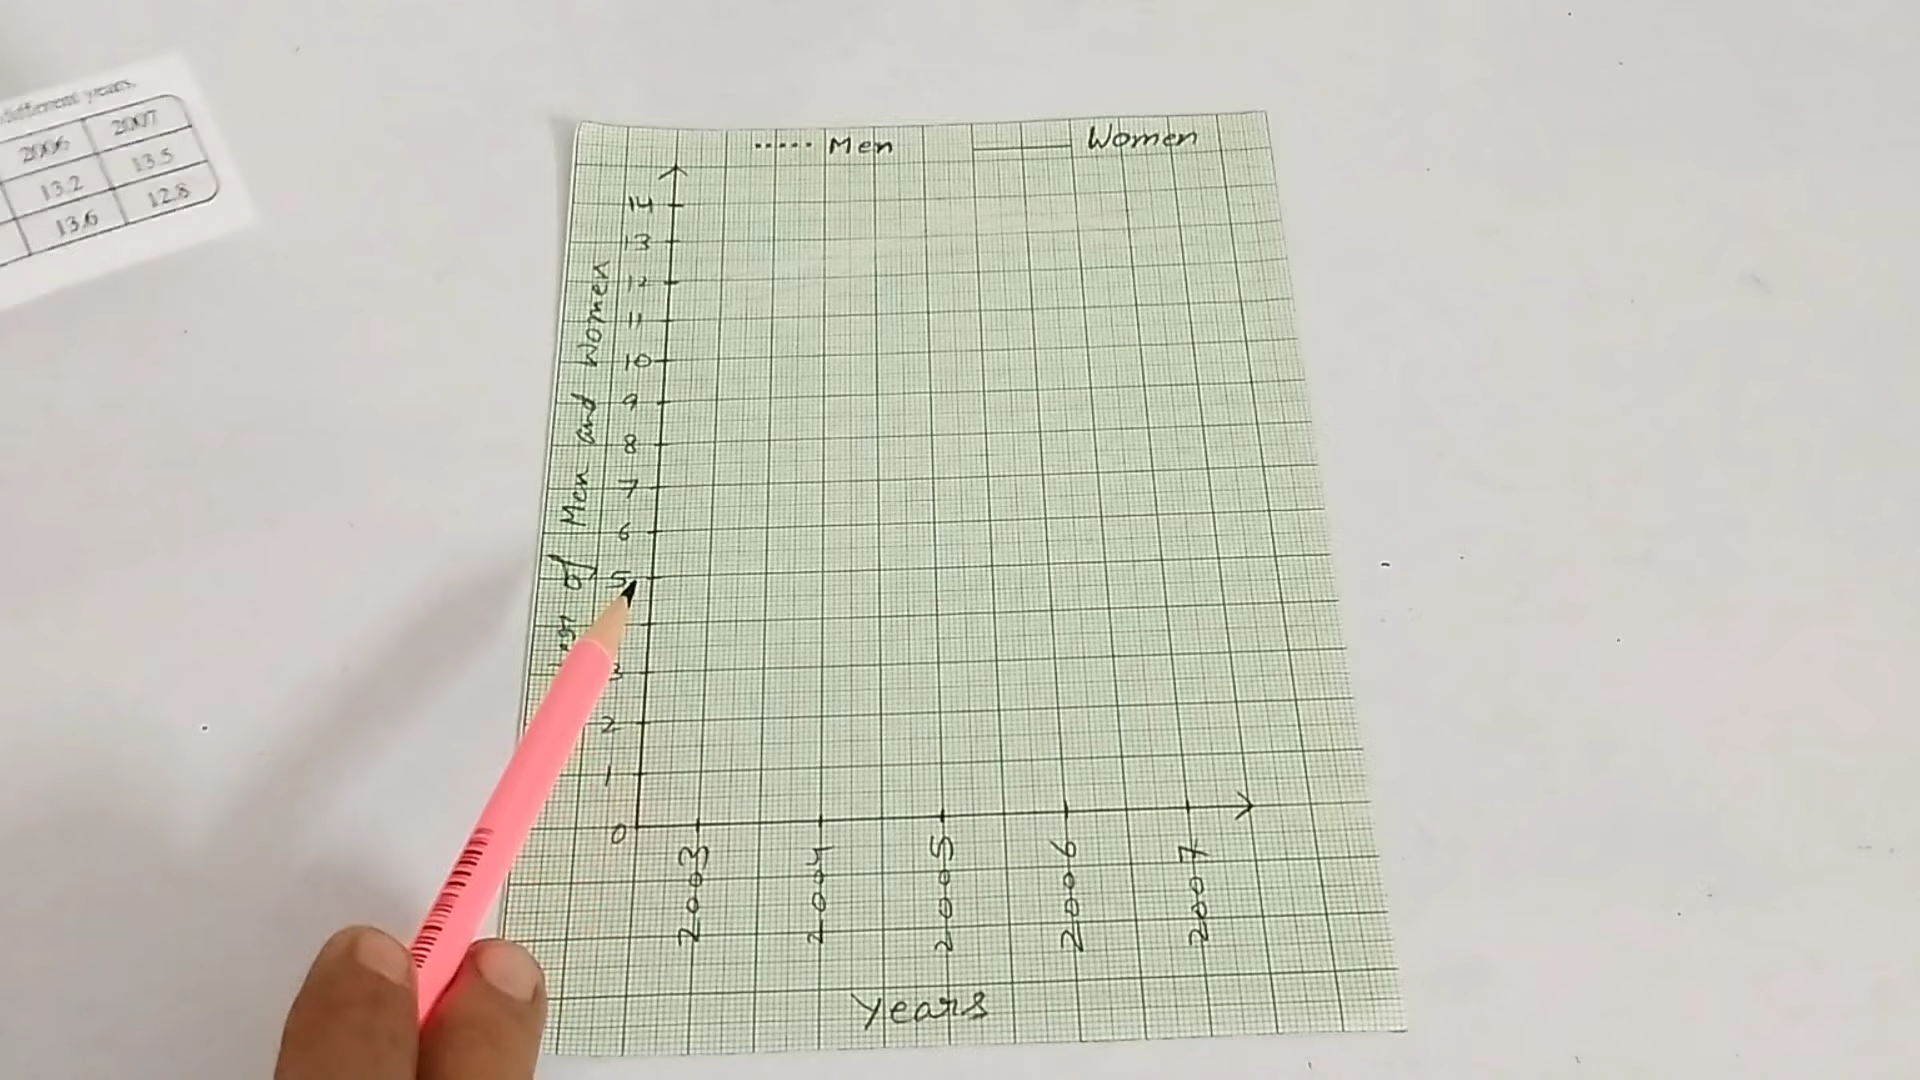 different years.
2006 2007
13.2 13.5
13.6 12.8
..... Men
Women
14
13
12
11
10
9
8
7
6
5
3
2
1
0
of Men and Women
2003 2004 2005 2006 2007
Years